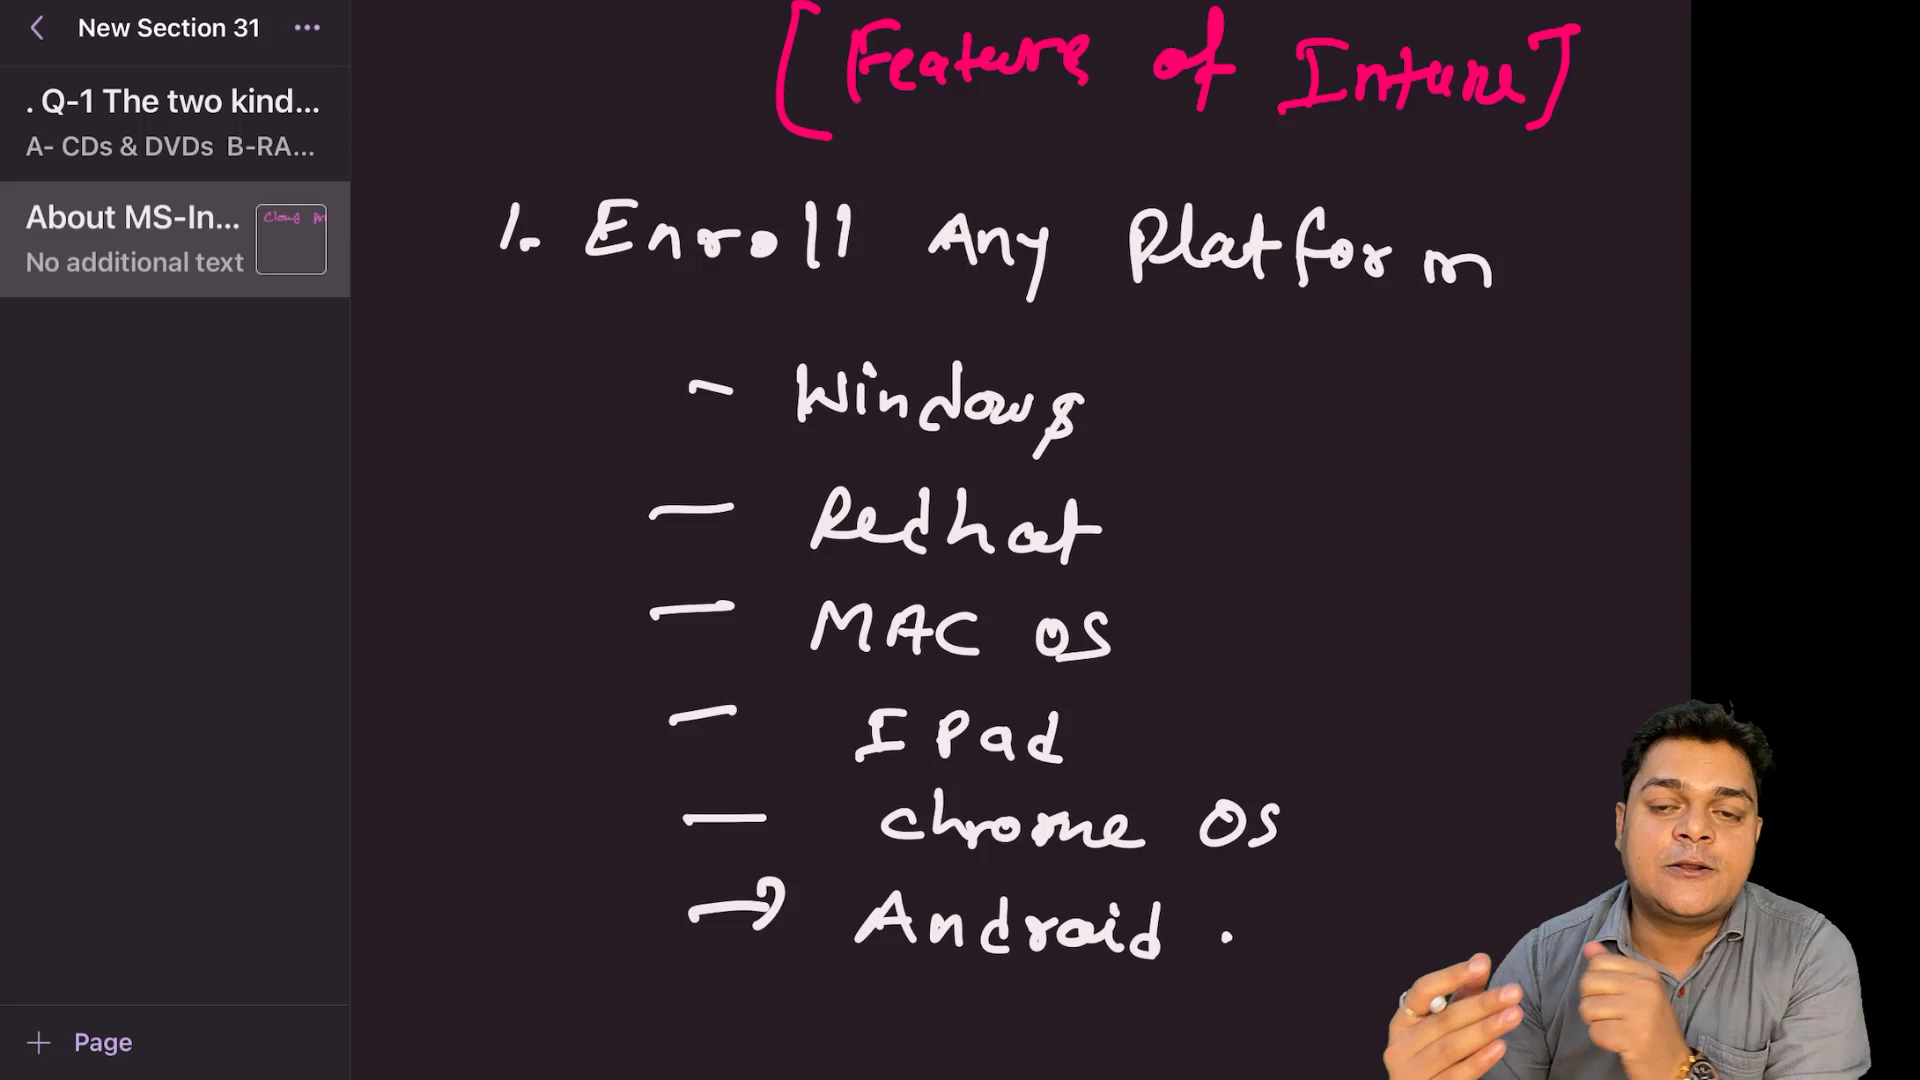 New Section 31
. Q-1 The two kind...
A- CDs & DVDs B-RA...
About MS-In...
No additional text
Page
[Feature of Intune]
1. Enroll Any Platform
- Windows
- Redhat
- MAC OS
- IPad
- Chrome OS
→ Android .